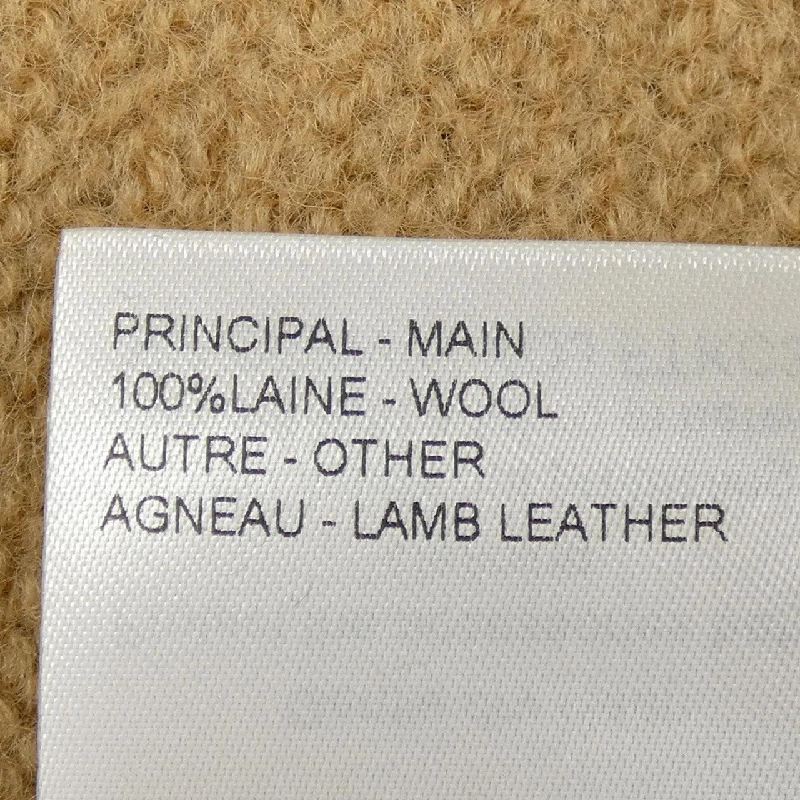 PRINCIPAL - MAIN
100%LAINE - WOOL
AUTRE - OTHER
AGNEAU - LAMB LEATHER